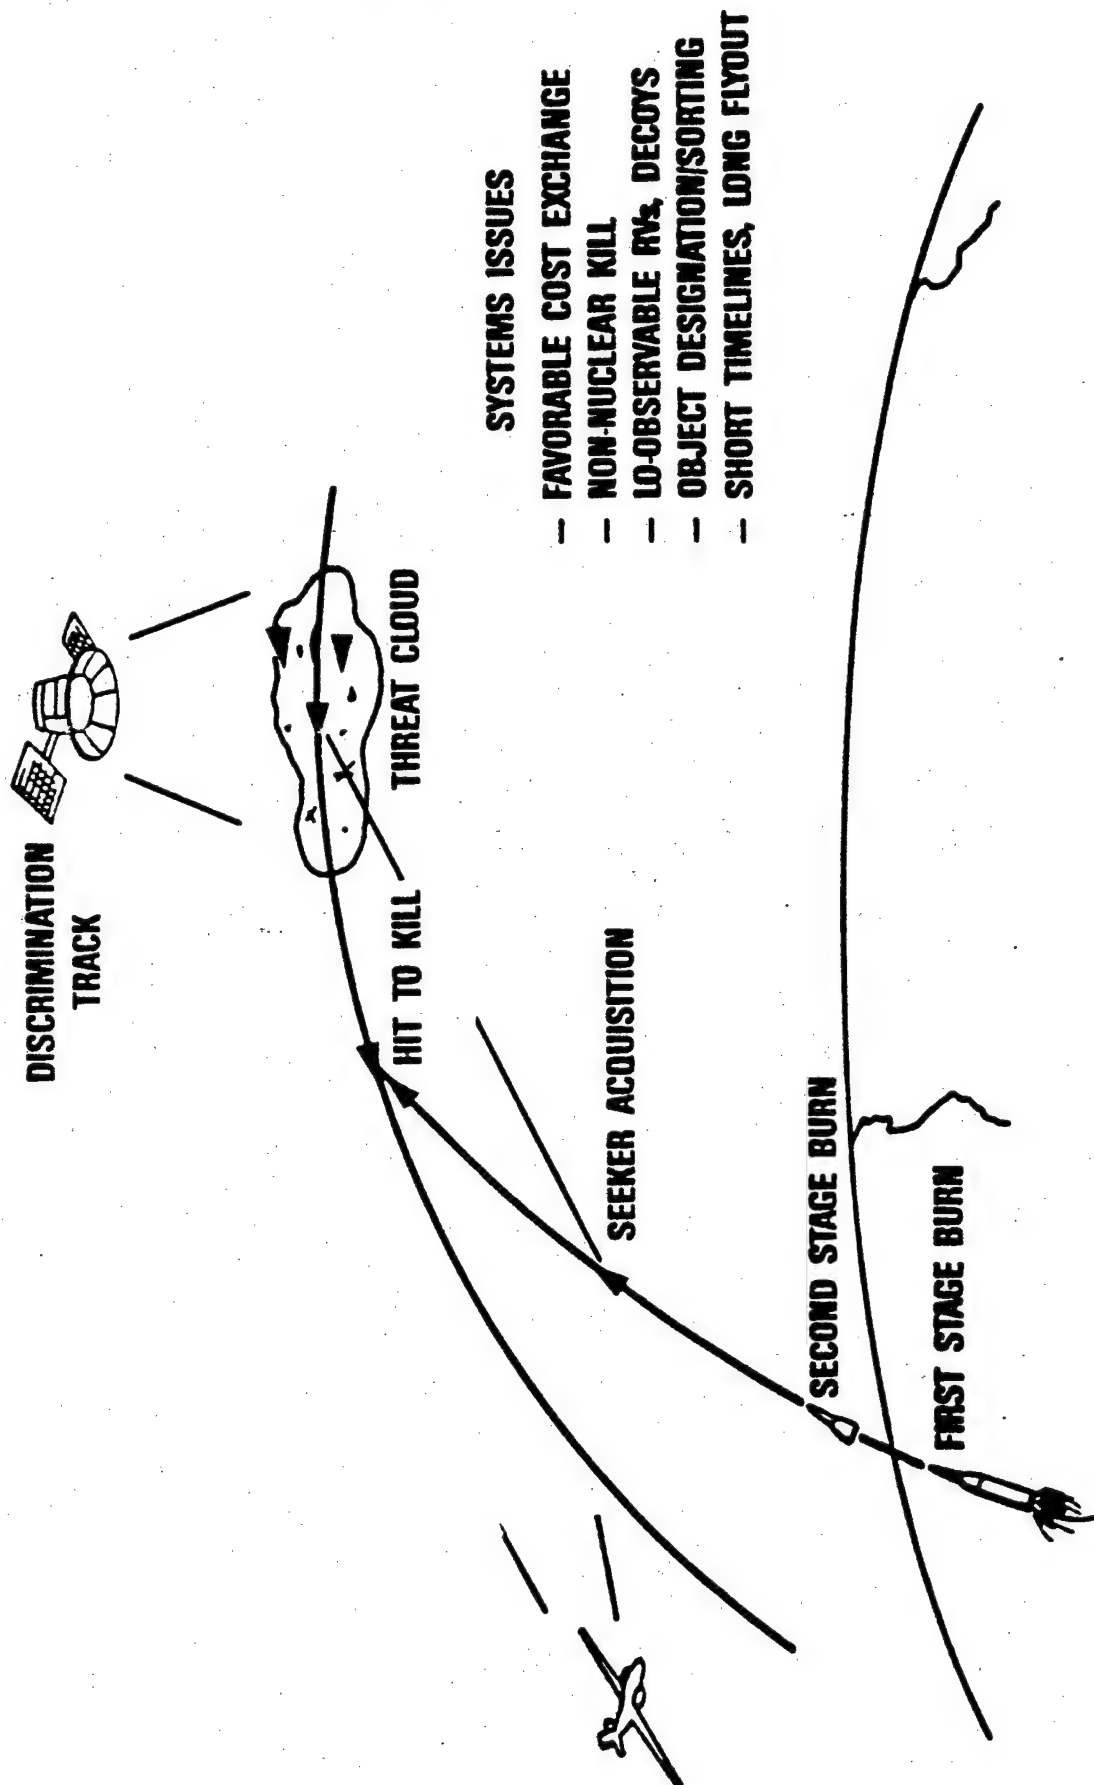 DISCRIMINATION
TRACK
THREAT CLOUD
HIT TO KILL
SEEKER ACQUISITION
SECOND STAGE BURN
FIRST STAGE BURN
SYSTEMS ISSUES
– FAVORABLE COST EXCHANGE
– NON-NUCLEAR KILL
– LO-OBSERVABLE RVs, DECOYS
– OBJECT DESIGNATION/SORTING
– SHORT TIMELINES, LONG FLYOUT